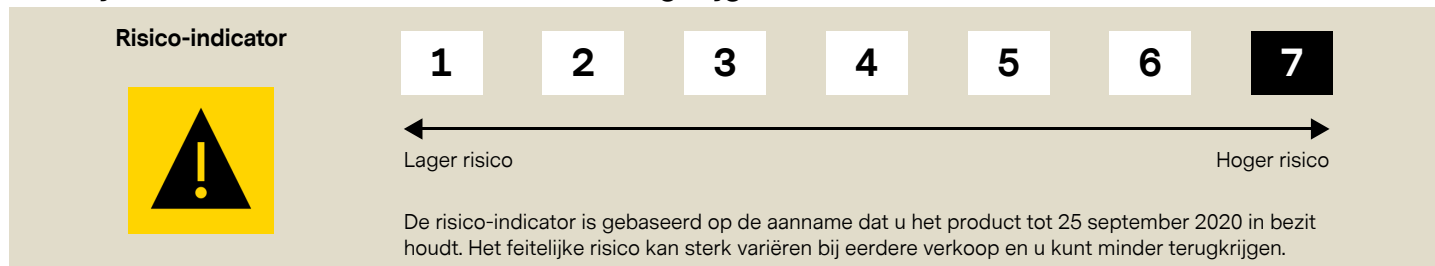 Risico-indicator
1 2 3 4 5 6 7
Lager risico Hoger risico
De risico-indicator is gebaseerd op de aanname dat u het product tot 25 september 2020 in bezit
houdt. Het feitelijke risico kan sterk variëren bij eerdere verkoop en u kunt minder terugkrijgen.